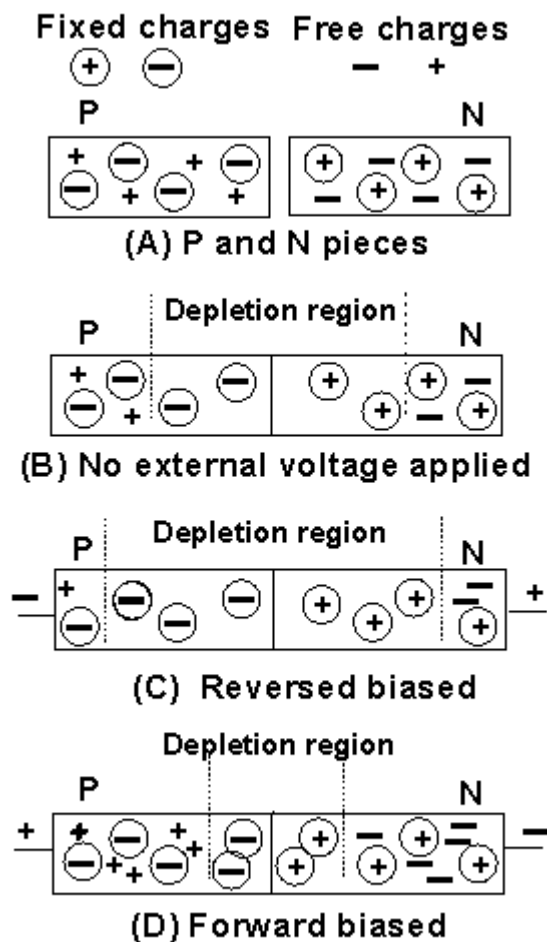 Fixed charges Free charges
+ − − +
P N
+ − + − + − + −
− + − + − + − +
(A) P and N pieces
Depletion region
P N
+ − − + + −
− + − + − +
(B) No external voltage applied
Depletion region
P N
− + − − + + − − +
− − + +
(C) Reversed biased
Depletion region
P N
+ + − + + − + − + − − −
− + + − − + + − − +
(D) Forward biased